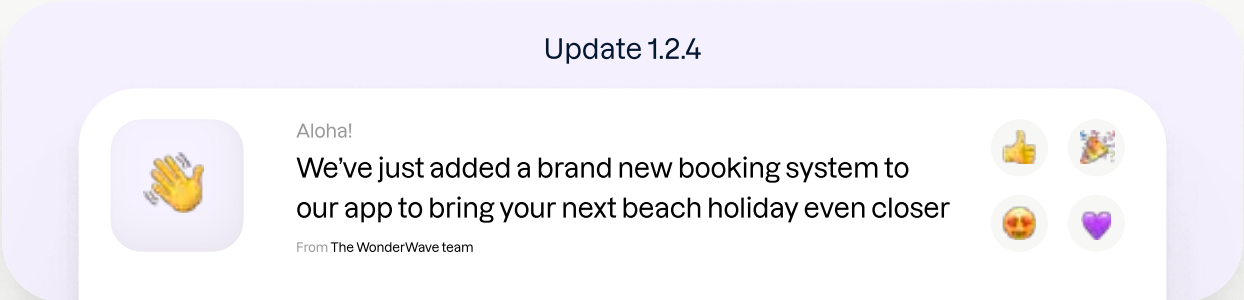 Update 1.2.4
Aloha!
We’ve just added a brand new booking system to
our app to bring your next beach holiday even closer
From The WonderWave team